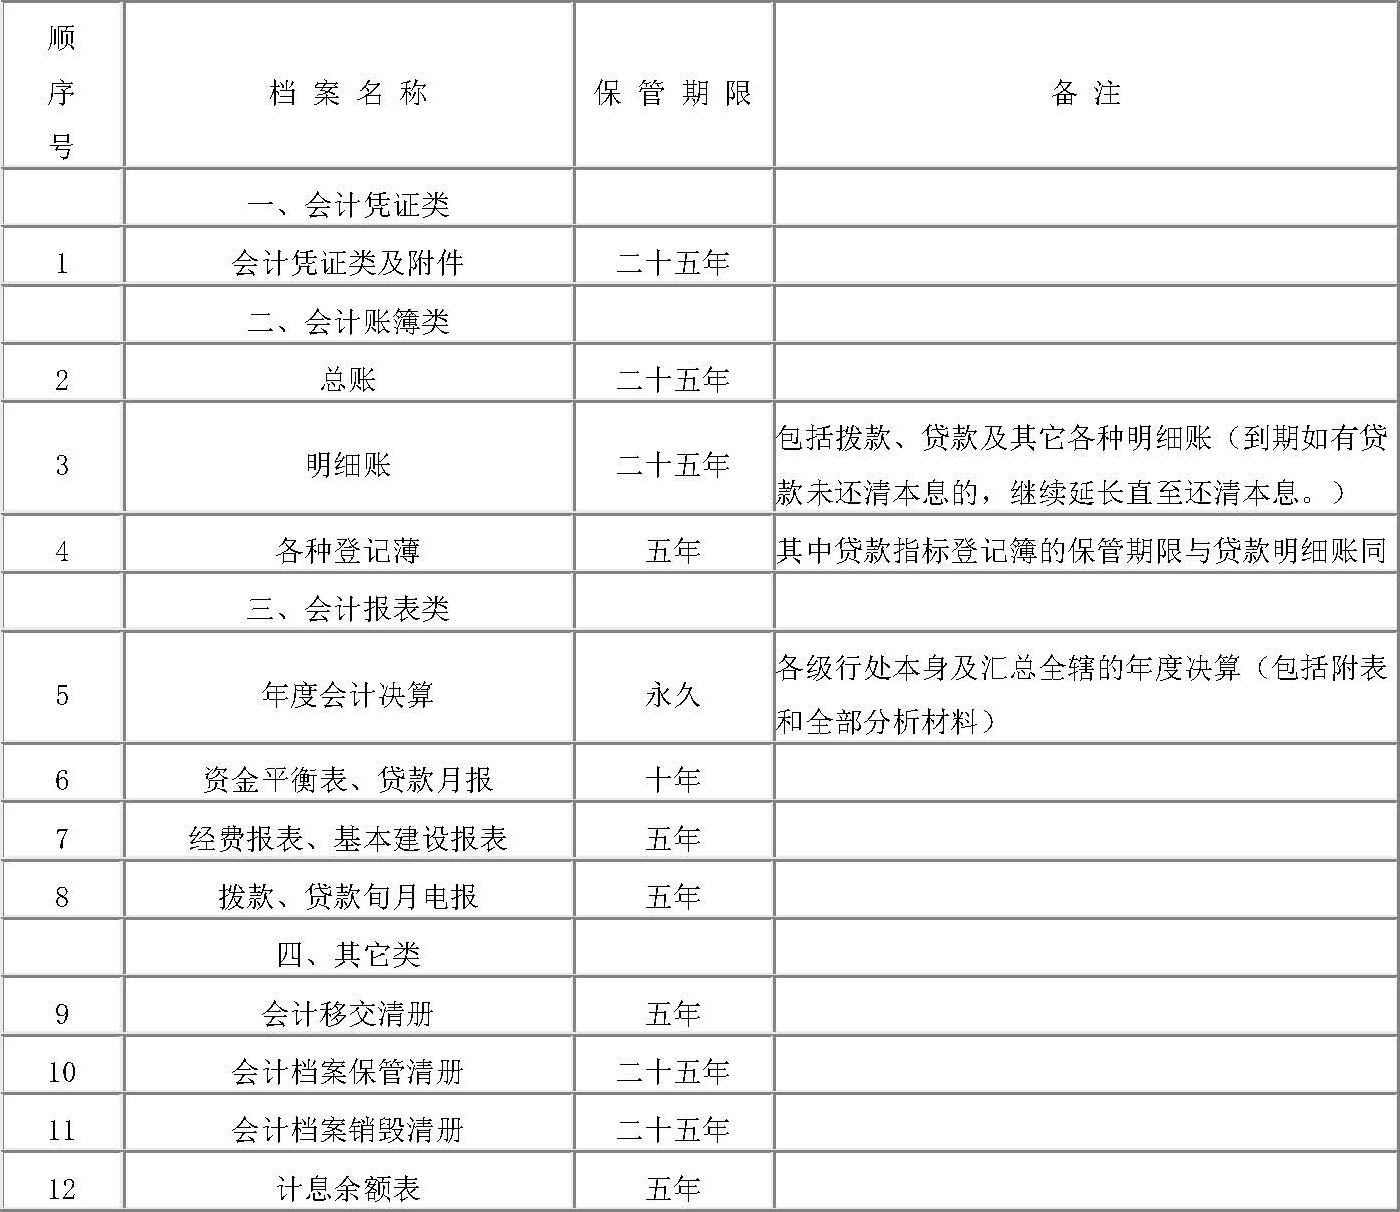 顺
序
号
档 案 名 称 保 管 期 限 备 注
一、会计凭证类
1 会计凭证类及附件 二十五年
二、会计账簿类
2 总账 二十五年
3 明细账 二十五年 包括拨款、贷款及其它各种明细账（到期如有贷
款未还清本息的，继续延长直至还清本息。）
4 各种登记薄 五年 其中贷款指标登记簿的保管期限与贷款明细账同
三、会计报表类
5 年度会计决算 永久 各级行处本身及汇总全辖的年度决算（包括附表
和全部分析材料）
6 资金平衡表、贷款月报 十年
7 经费报表、基本建设报表 五年
8 拨款、贷款旬月电报 五年
四、其它类
9 会计移交清册 五年
10 会计档案保管清册 二十五年
11 会计档案销毁清册 二十五年
12 计息余额表 五年